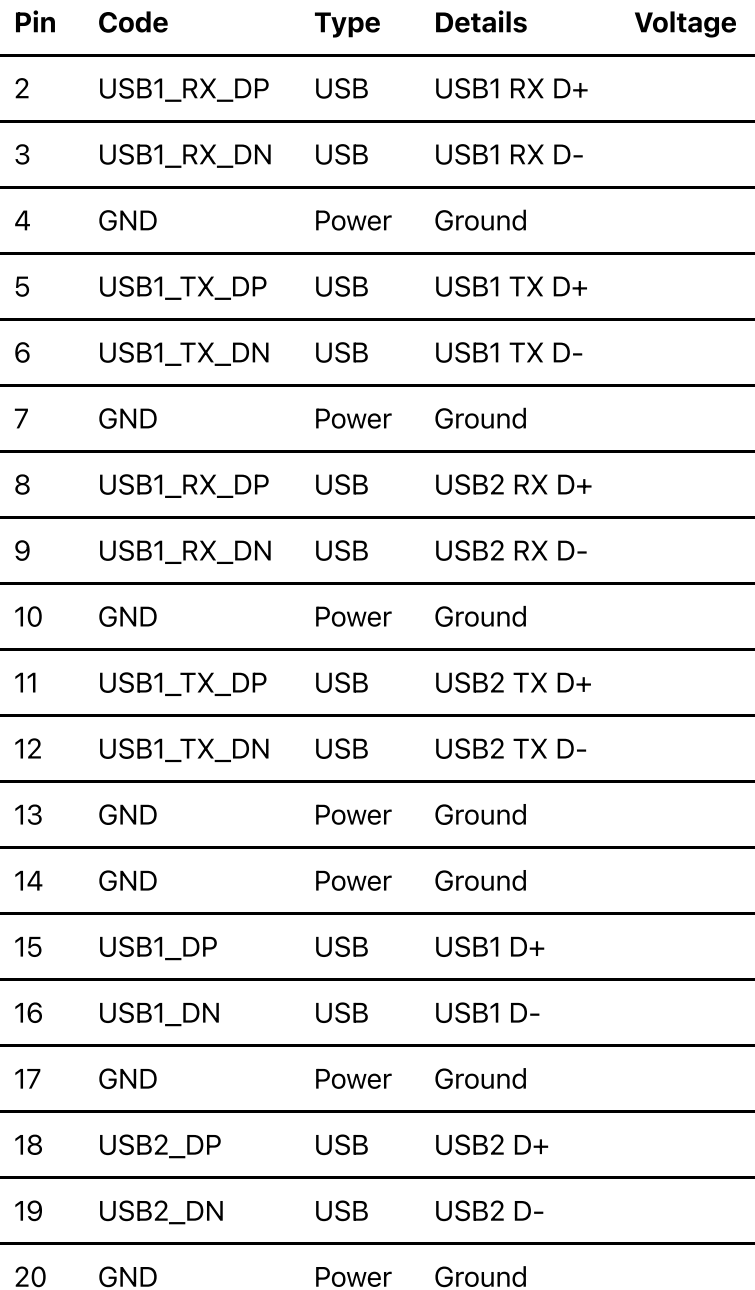 Pin Code Type Details Voltage
2 USB1_RX_DP USB USB1 RX D+
3 USB1_RX_DN USB USB1 RX D-
4 GND Power Ground
5 USB1_TX_DP USB USB1 TX D+
6 USB1_TX_DN USB USB1 TX D-
7 GND Power Ground
8 USB1_RX_DP USB USB2 RX D+
9 USB1_RX_DN USB USB2 RX D-
10 GND Power Ground
11 USB1_TX_DP USB USB2 TX D+
12 USB1_TX_DN USB USB2 TX D-
13 GND Power Ground
14 GND Power Ground
15 USB1_DP USB USB1 D+
16 USB1_DN USB USB1 D-
17 GND Power Ground
18 USB2_DP USB USB2 D+
19 USB2_DN USB USB2 D-
20 GND Power Ground